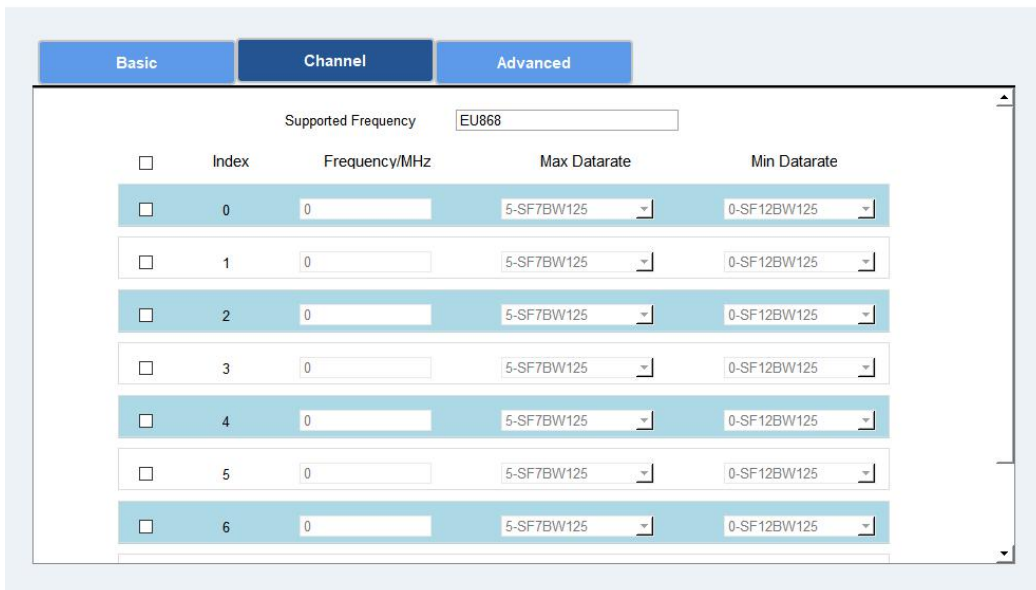 Basic Channel Advanced
Supported Frequency EU868
Index Frequency/MHz Max Datarate Min Datarate
0 0 5-SF7BW125 0-SF12BW125
1 0 5-SF7BW125 0-SF12BW125
2 0 5-SF7BW125 0-SF12BW125
3 0 5-SF7BW125 0-SF12BW125
4 0 5-SF7BW125 0-SF12BW125
5 0 5-SF7BW125 0-SF12BW125
6 0 5-SF7BW125 0-SF12BW125